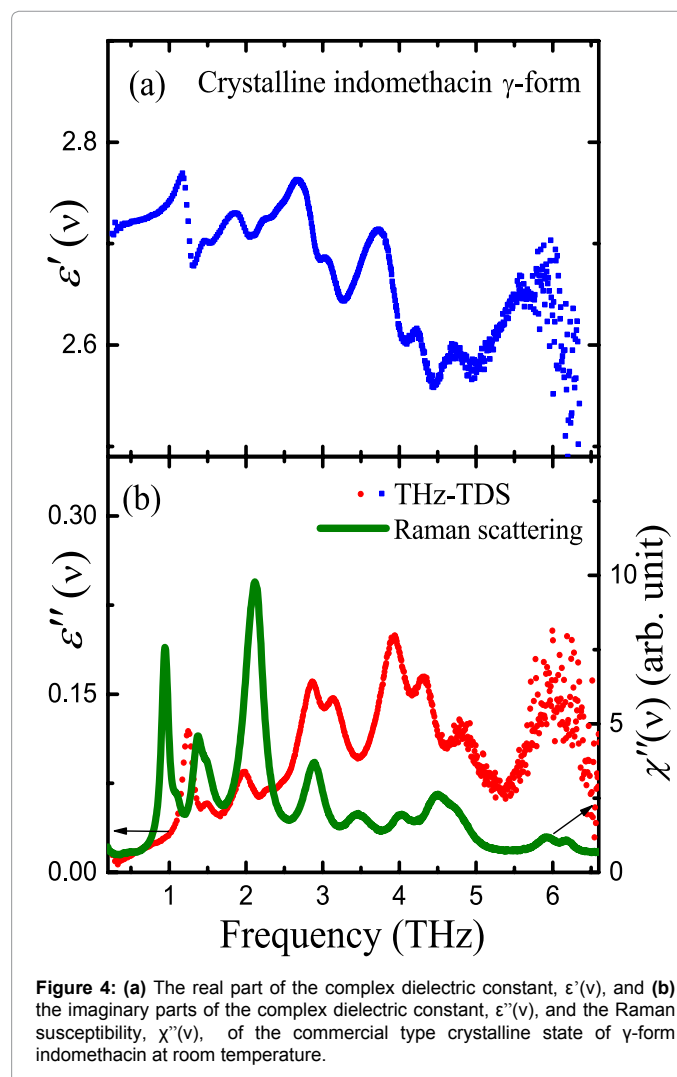 (a) Crystalline indomethacin γ-form
2.8
2.6
ε′(ν)
(b)
THz-TDS
Raman scattering
0.30
0.15
0.00
ε″(ν)
10
5
0
χ″(ν) (arb. unit)
1 2 3 4 5 6
Frequency (THz)
Figure 4: (a) The real part of the complex dielectric constant, ε’(ν), and (b)
the imaginary parts of the complex dielectric constant, ε”(ν), and the Raman
susceptibility, χ”(ν), of the commercial type crystalline state of γ-form
indomethacin at room temperature.